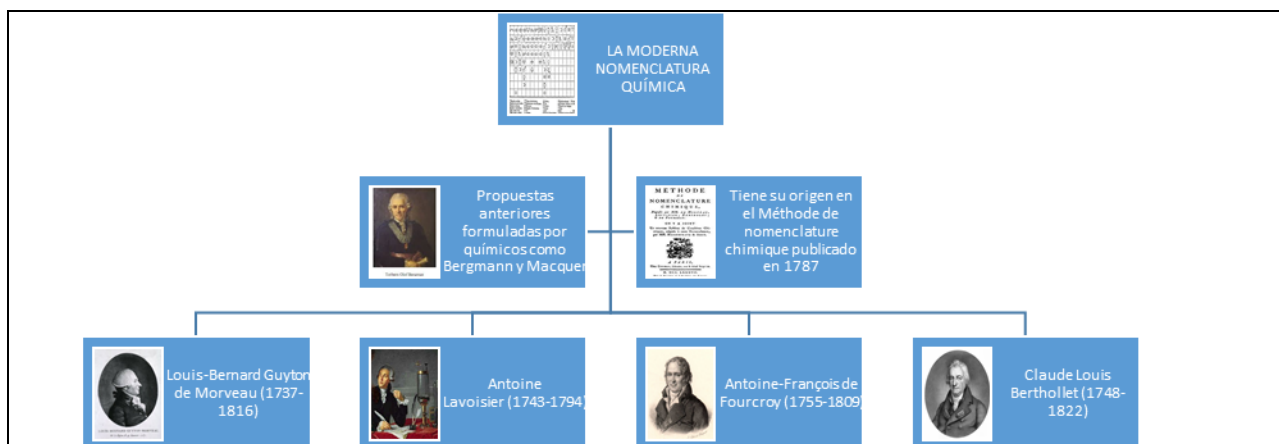 LA MODERNA
NOMENCLATURA
QUÍMICA
Propuestas
anteriores
formuladas por
químicos como
Bergmann y Macquer
MÉTHODE
DE
NOMENCLATURE
CHIMIQUE,
A PARIS,
Tiene su origen en
el Méthode de
nomenclature
chimique publicado
en 1787
Louis-Bernard Guyton
de Morveau (1737-
1816)
Antoine
Lavoisier (1743-1794)
Antoine-François de
Fourcroy (1755-1809)
Claude Louis
Berthollet (1748-
1822)